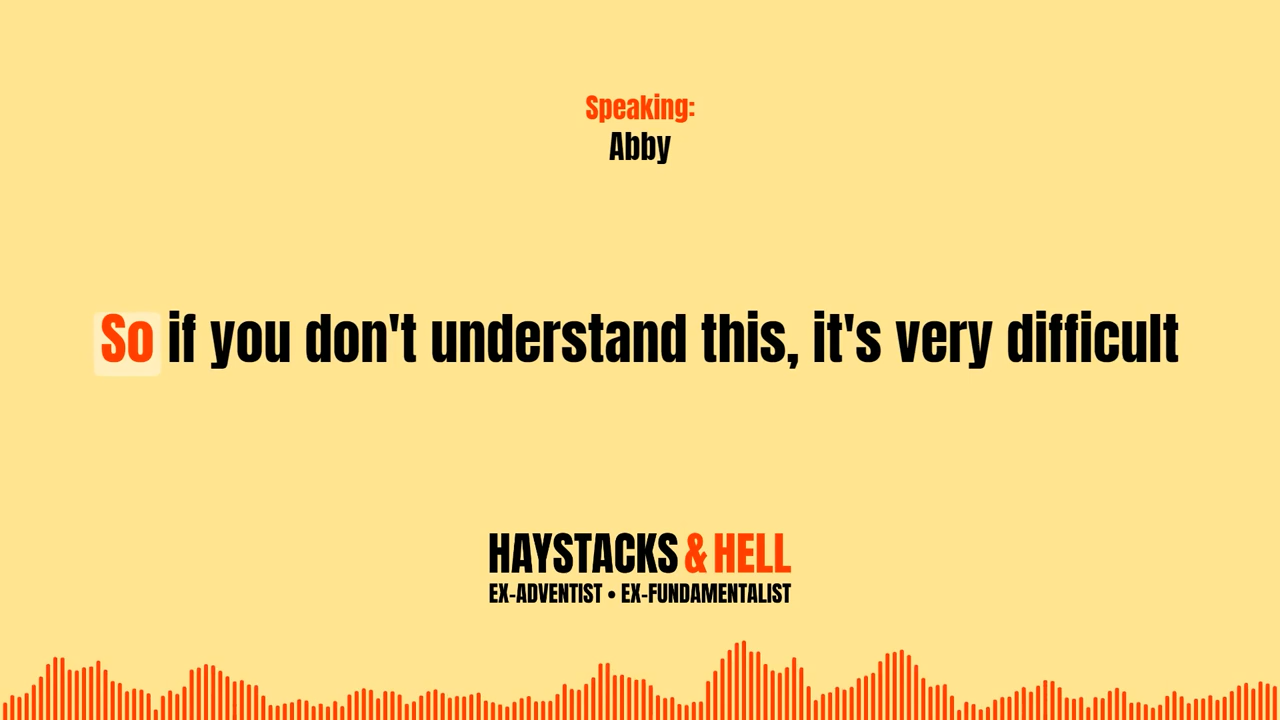 Speaking:
Abby
So if you don't understand this, it's very difficult
HAYSTACKS & HELL
EX-ADVENTIST • EX-FUNDAMENTALIST